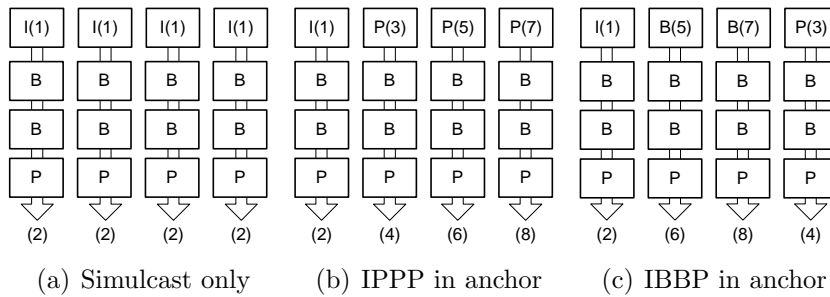 I(1) I(1) I(1) I(1) I(1) P(3) P(5) P(7) I(1) B(5) B(7) P(3)
B B B B B B B B B B B B
B B B B B B B B B B B B
P P P P P P P P P P P P
(2) (2) (2) (2) (2) (4) (6) (8) (2) (6) (8) (4)
(a) Simulcast only (b) IPPP in anchor (c) IBBP in anchor